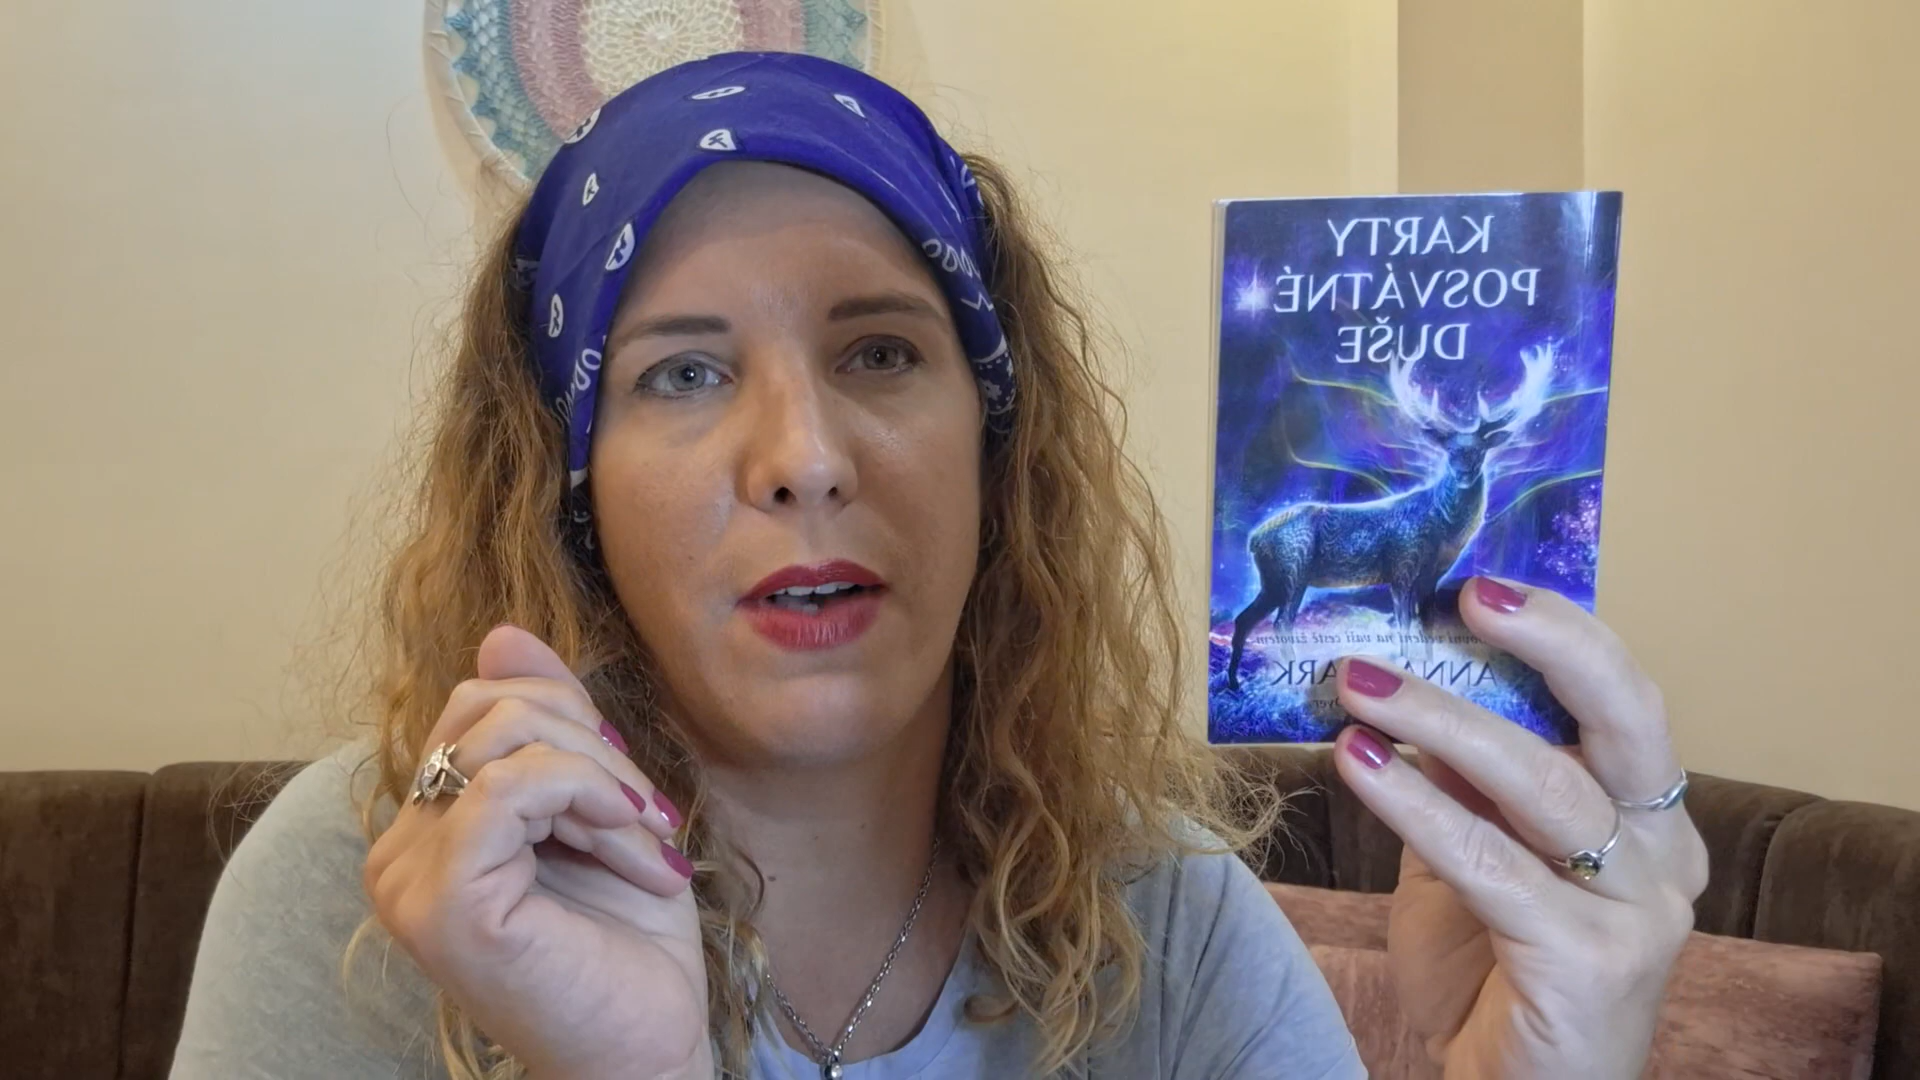 KARTY
POSVÁTNÉ
DUŠE
vedení na vaší cestě životem
ANNA